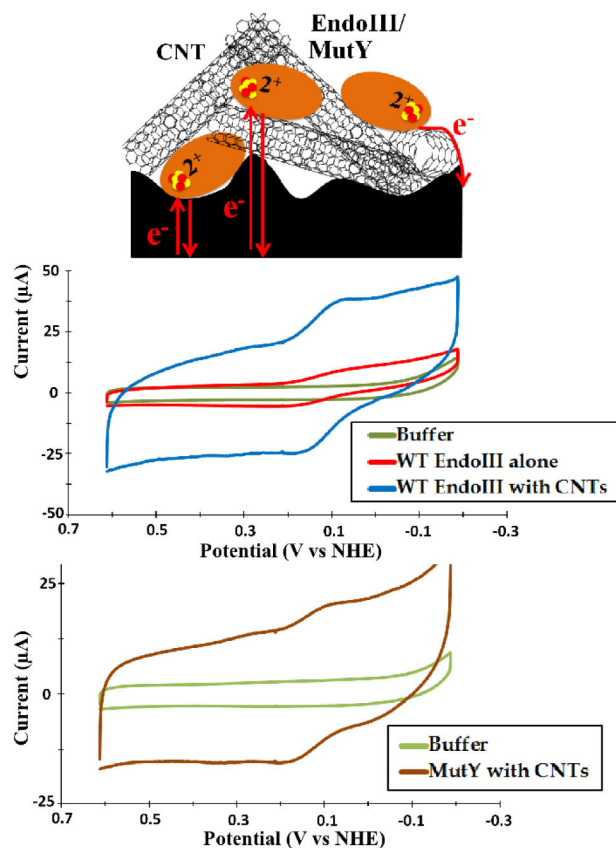 CNT
EndoIII/
MutY
2+
2+
2+
e-
e-
e-
50
25
0
-25
-50
Current (µA)
Buffer
WT EndoIII alone
WT EndoIII with CNTs
0.7 0.5 0.3 0.1 -0.1 -0.3
Potential (V vs NHE)
25
0
-25
Current (µA)
Buffer
MutY with CNTs
0.7 0.5 0.3 0.1 -0.1 -0.3
Potential (V vs NHE)